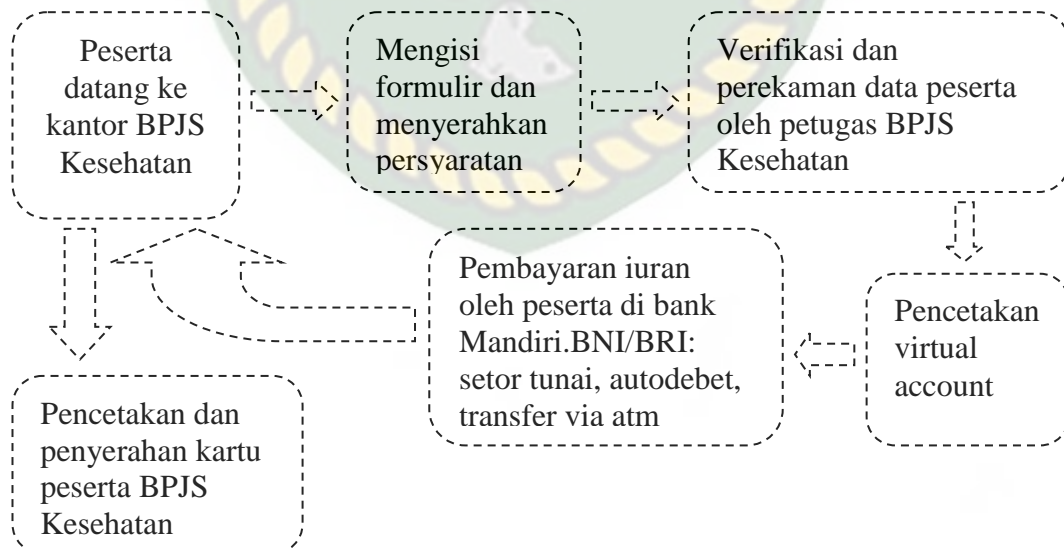 Peserta
datang ke
kantor BPJS
Kesehatan
Mengisi
formulir dan
menyerahkan
persyaratan
Verifikasi dan
perekaman data peserta
oleh petugas BPJS
Kesehatan
Pencetakan
virtual
account
Pembayaran iuran
oleh peserta di bank
Mandiri.BNI/BRI:
setor tunai, autodebet,
transfer via atm
Pencetakan dan
penyerahan kartu
peserta BPJS
Kesehatan